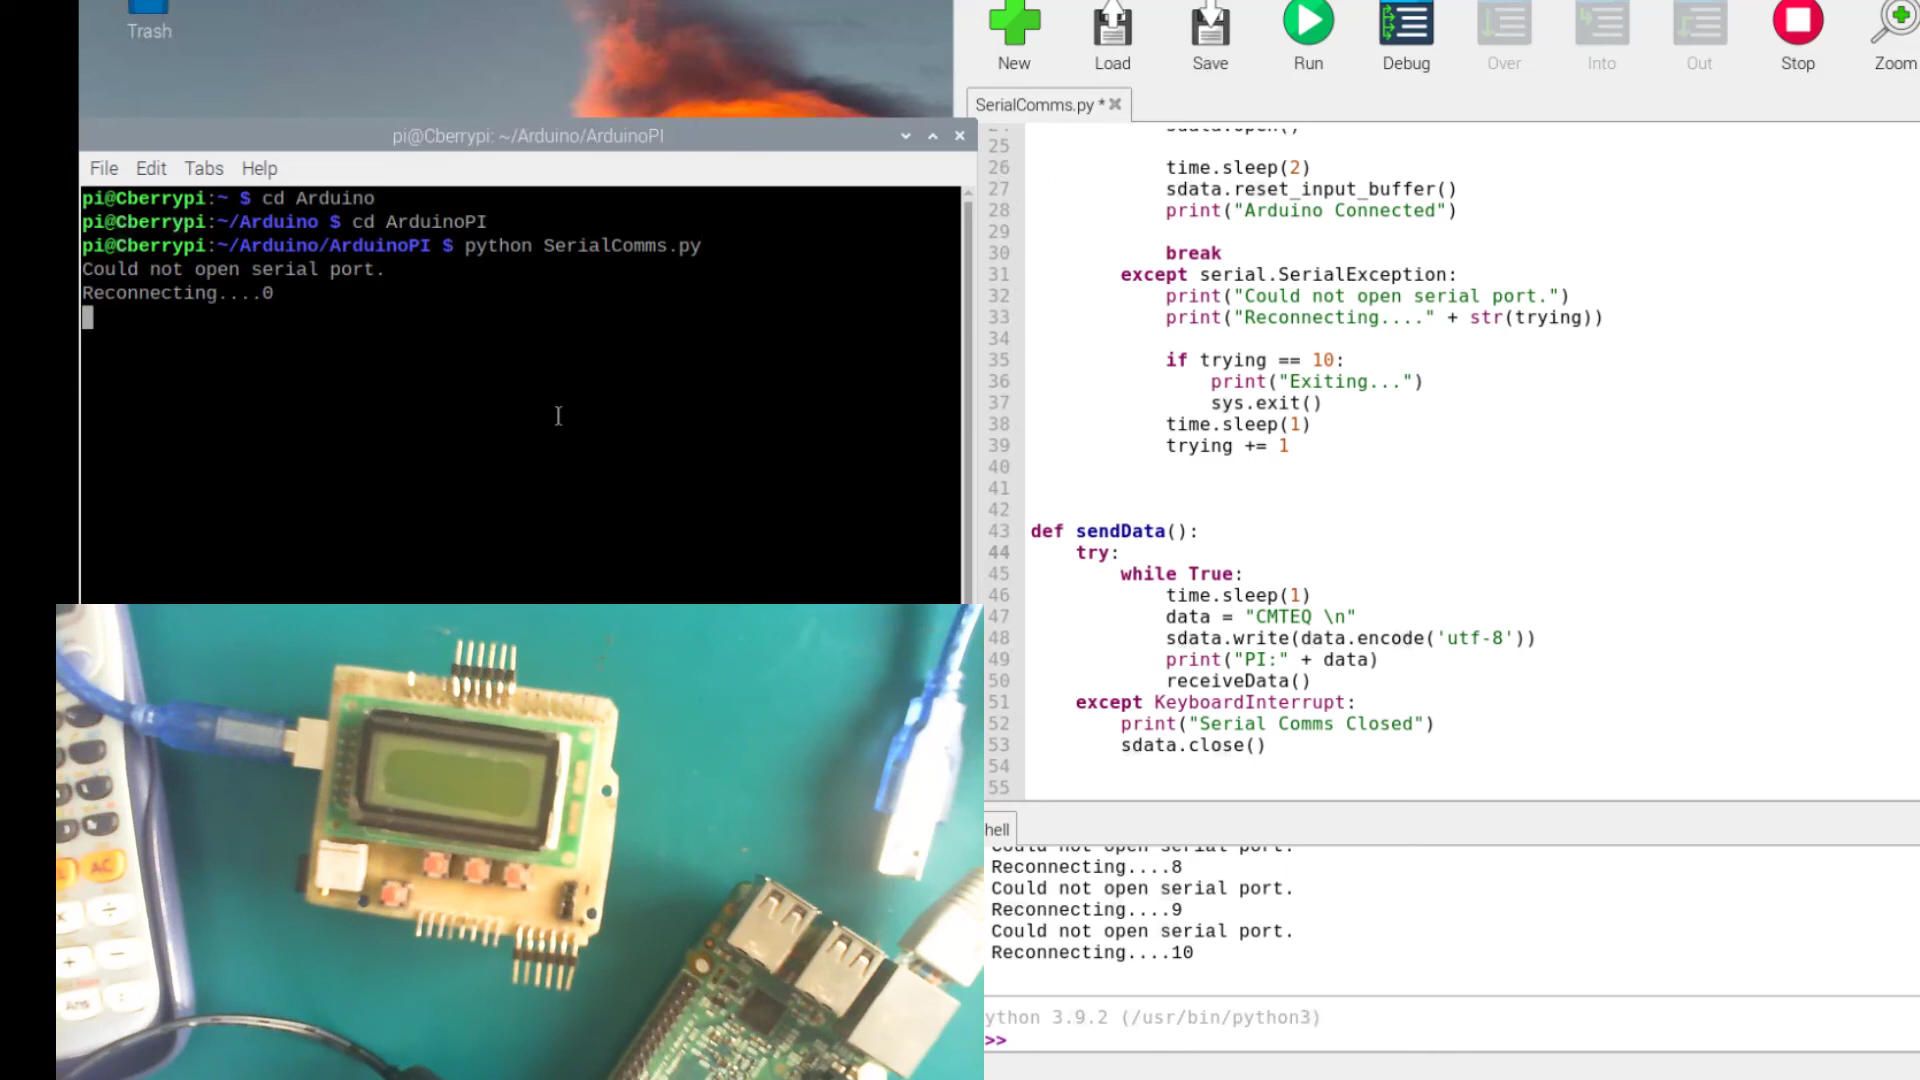 Trash
New Load Save Run Debug Over Into Out Stop Zoom
SerialComms.py *
pi@Cberrypi: ~/Arduino/ArduinoPI
File Edit Tabs Help
pi@Cberrypi:~ $ cd Arduino
pi@Cberrypi:~/Arduino $ cd ArduinoPI
pi@Cberrypi:~/Arduino/ArduinoPI $ python SerialComms.py
Could not open serial port.
Reconnecting....0
24 sdata.open()
25
26 time.sleep(2)
27 sdata.reset_input_buffer()
28 print("Arduino Connected")
29
30 break
31 except serial.SerialException:
32 print("Could not open serial port.")
33 print("Reconnecting...." + str(trying))
34
35 if trying == 10:
36 print("Exiting...")
37 sys.exit()
38 time.sleep(1)
39 trying += 1
40
41
42
43 def sendData():
44 try:
45 while True:
46 time.sleep(1)
47 data = "CMTEQ \n"
48 sdata.write(data.encode('utf-8'))
49 print("PI:" + data)
50 receiveData()
51 except KeyboardInterrupt:
52 print("Serial Comms Closed")
53 sdata.close()
54
55
hell
Could not open serial port.
Reconnecting....8
Could not open serial port.
Reconnecting....9
Could not open serial port.
Reconnecting....10
ython 3.9.2 (/usr/bin/python3)
>>
AC
Ans